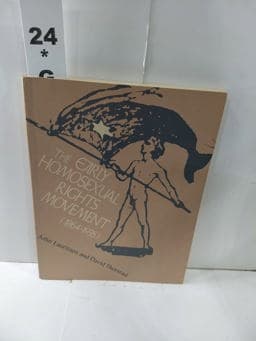 24
*
G
THE EARLY
HOMOSEXUAL
RIGHTS
MOVEMENT
(1864-1935)
John Lauritsen and David Thorstad